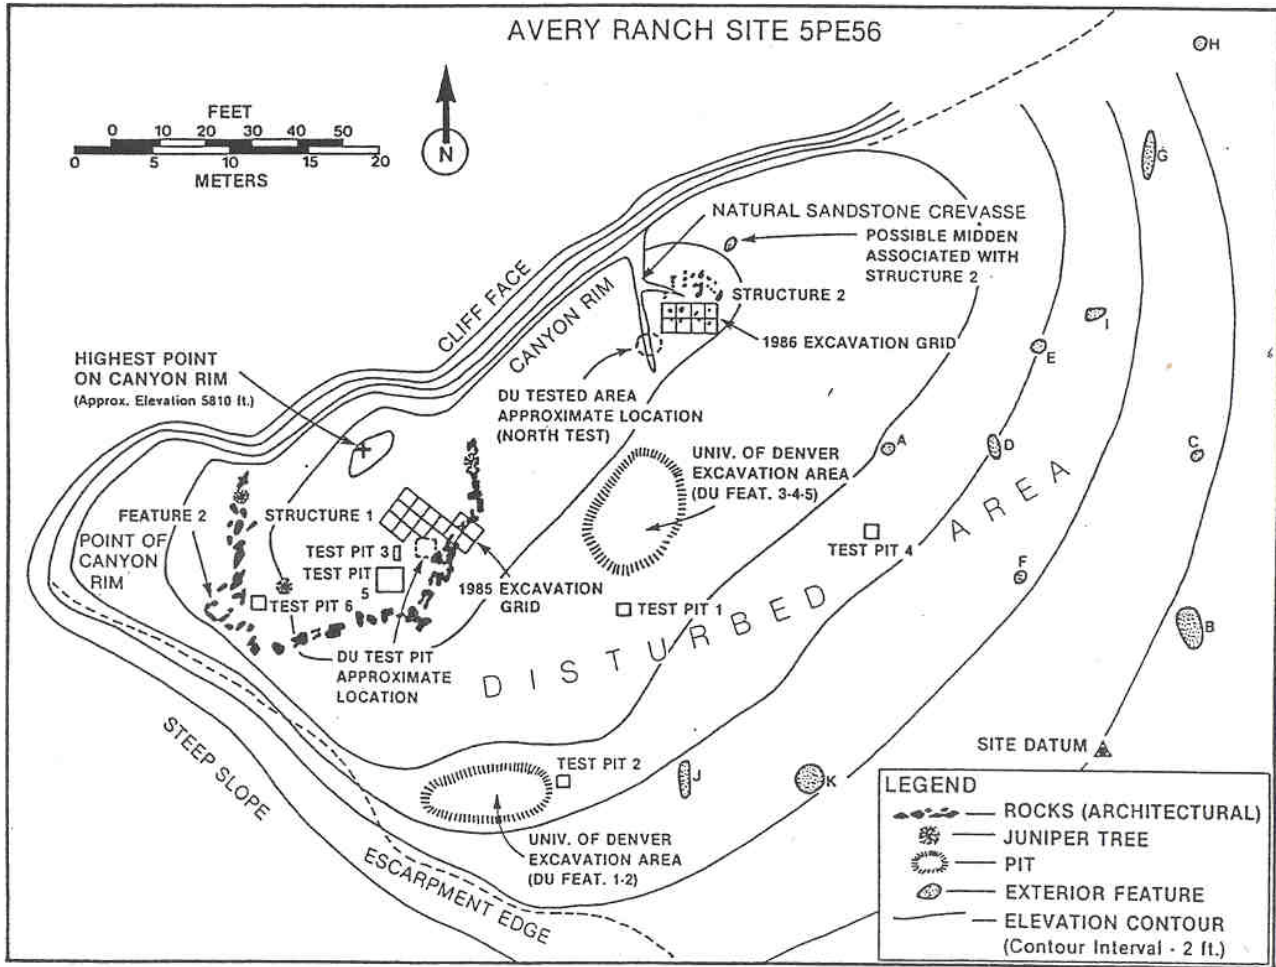 AVERY RANCH SITE 5PE56
H
FEET
0 10 20 30 40 50
0 5 10 15 20
METERS
N
G
NATURAL SANDSTONE CREVASSE
POSSIBLE MIDDEN
ASSOCIATED WITH
STRUCTURE 2
CLIFF FACE
CANYON RIM
STRUCTURE 2
I
1986 EXCAVATION GRID
E
HIGHEST POINT
ON CANYON RIM
(Approx. Elevation 5810 ft.)
DU TESTED AREA
APPROXIMATE LOCATION
(NORTH TEST)
A
D
C
UNIV. OF DENVER
EXCAVATION AREA
(DU FEAT. 3-4-5)
FEATURE 2
STRUCTURE 1
POINT OF
CANYON
RIM
TEST PIT 3
TEST PIT
5
TEST PIT 4
F
1985 EXCAVATION
GRID
TEST PIT 6
TEST PIT 1
B
DU TEST PIT
APPROXIMATE
LOCATION
DISTURBED AREA
STEEP SLOPE
SITE DATUM
TEST PIT 2
J
K
UNIV. OF DENVER
EXCAVATION AREA
(DU FEAT. 1-2)
ESCARPMENT EDGE
LEGEND
ROCKS (ARCHITECTURAL)
JUNIPER TREE
PIT
EXTERIOR FEATURE
ELEVATION CONTOUR
(Contour Interval - 2 ft.)